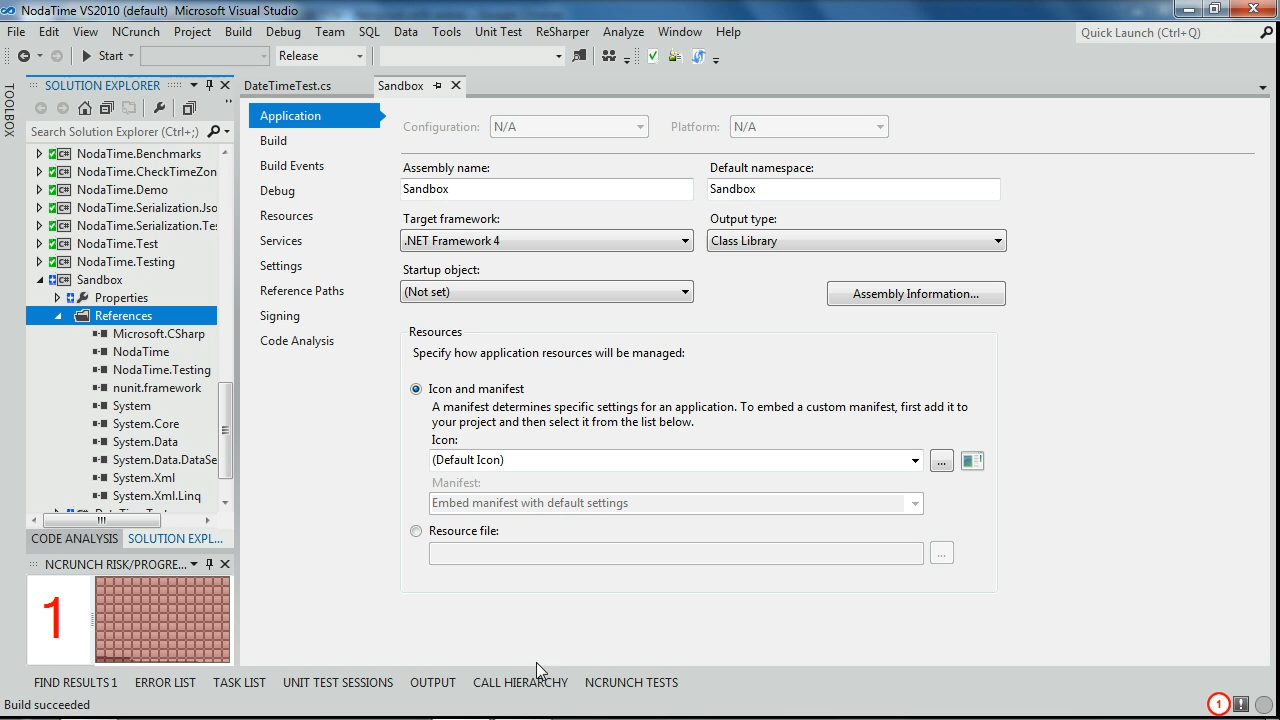 NodaTime VS2010 (default)  Microsoft Visual Studio
File Edit View NCrunch Project Build Debug Team SQL Data Tools Unit Test ReSharper Analyze Window Help
Quick Launch (Ctrl+Q)
Start
Release
TOOLBOX
SOLUTION EXPLORER
Search Solution Explorer (Ctrl+;)
NodaTime.Benchmarks
NodaTime.CheckTimeZon
NodaTime.Demo
NodaTime.Serialization.Jso
NodaTime.Serialization.Te
NodaTime.Test
NodaTime.Testing
Sandbox
Properties
References
Microsoft.CSharp
NodaTime
NodaTime.Testing
nunit.framework
System
System.Core
System.Data
System.Data.DataSe
System.Xml
System.Xml.Linq
CODE ANALYSIS SOLUTION EXPL...
NCRUNCH RISK/PROGRE...
1
DateTimeTest.cs Sandbox
Application
Build
Build Events
Debug
Resources
Services
Settings
Reference Paths
Signing
Code Analysis
Configuration: N/A Platform: N/A
Assembly name: Default namespace:
Sandbox Sandbox
Target framework: Output type:
.NET Framework 4 Class Library
Startup object:
(Not set) Assembly Information...
Resources
Specify how application resources will be managed:
Icon and manifest
A manifest determines specific settings for an application. To embed a custom manifest, first add it to
your project and then select it from the list below.
Icon:
(Default Icon) ...
Manifest:
Embed manifest with default settings
Resource file:
...
FIND RESULTS 1 ERROR LIST TASK LIST UNIT TEST SESSIONS OUTPUT CALL HIERARCHY NCRUNCH TESTS
Build succeeded
1